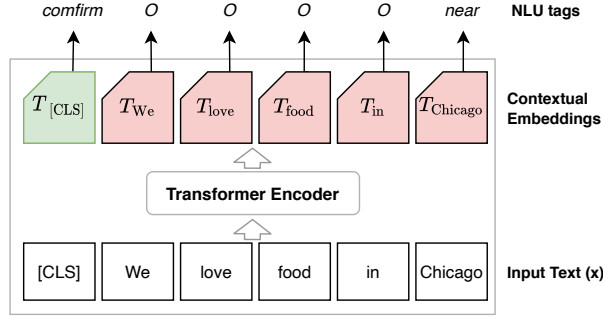 comfirm O O O O near NLU tags
T[CLS] TWe Tlove Tfood Tin TChicago Contextual
Embeddings
Transformer Encoder
[CLS] We love food in Chicago Input Text (x)